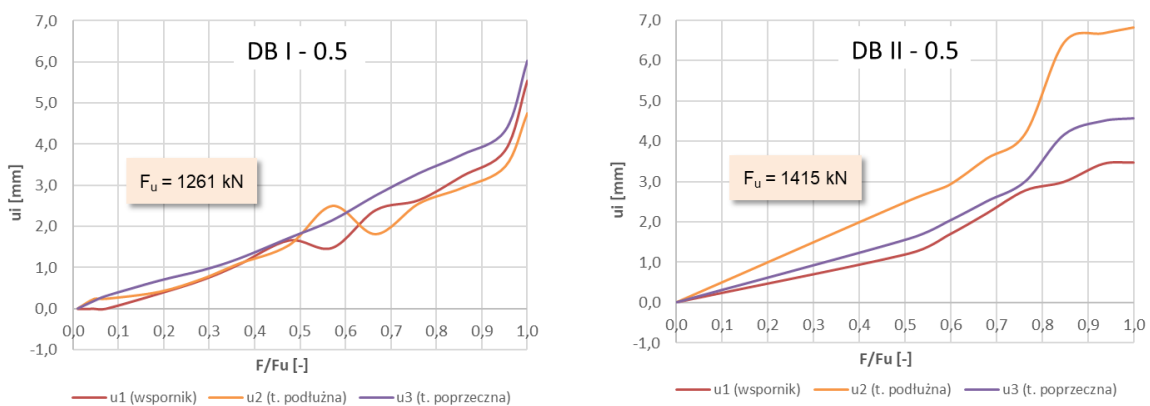 DB I - 0.5
7,0
6,0
5,0
4,0
3,0
2,0
1,0
0,0
-1,0
ui [mm]
Fu = 1261 kN
0,0 0,1 0,2 0,3 0,4 0,5 0,6 0,7 0,8 0,9 1,0
F/Fu [-]
u1 (wspornik) u2 (t. podłużna) u3 (t. poprzeczna)
DB II - 0.5
7,0
6,0
5,0
4,0
3,0
2,0
1,0
0,0
-1,0
ui [mm]
Fu = 1415 kN
0,0 0,1 0,2 0,3 0,4 0,5 0,6 0,7 0,8 0,9 1,0
F/Fu [-]
u1 (wspornik) u2 (t. podłużna) u3 (t. poprzeczna)